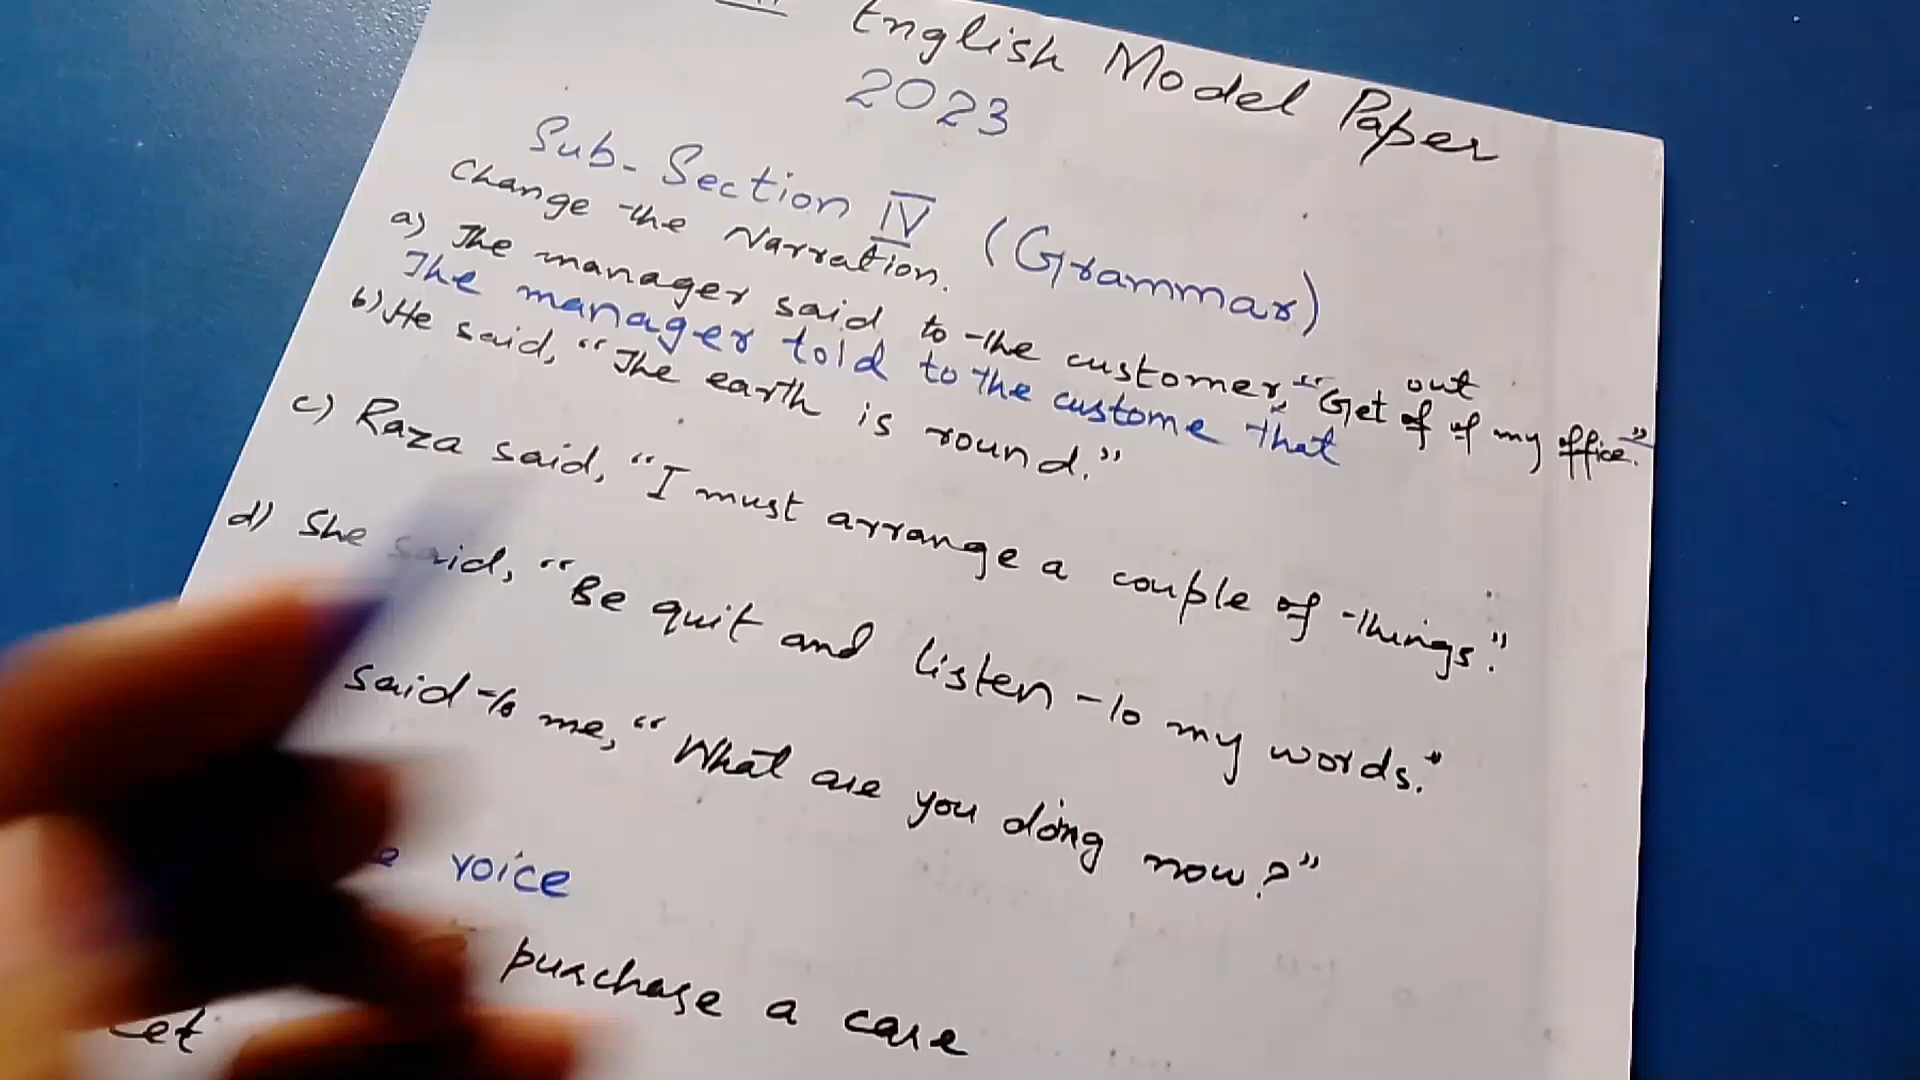 English Model Paper
2023
Sub-Section IV (Grammar)
Change the Narration.
a) The manager said to the customer, "Get out of of my office."
The manager told to the custome that
b) He said, "The earth is round."
c) Raza said, "I must arrange a couple of things."
d) She said, "Be quit and listen to my words."
said to me, "What are you doing now?"
voice
purchase a care